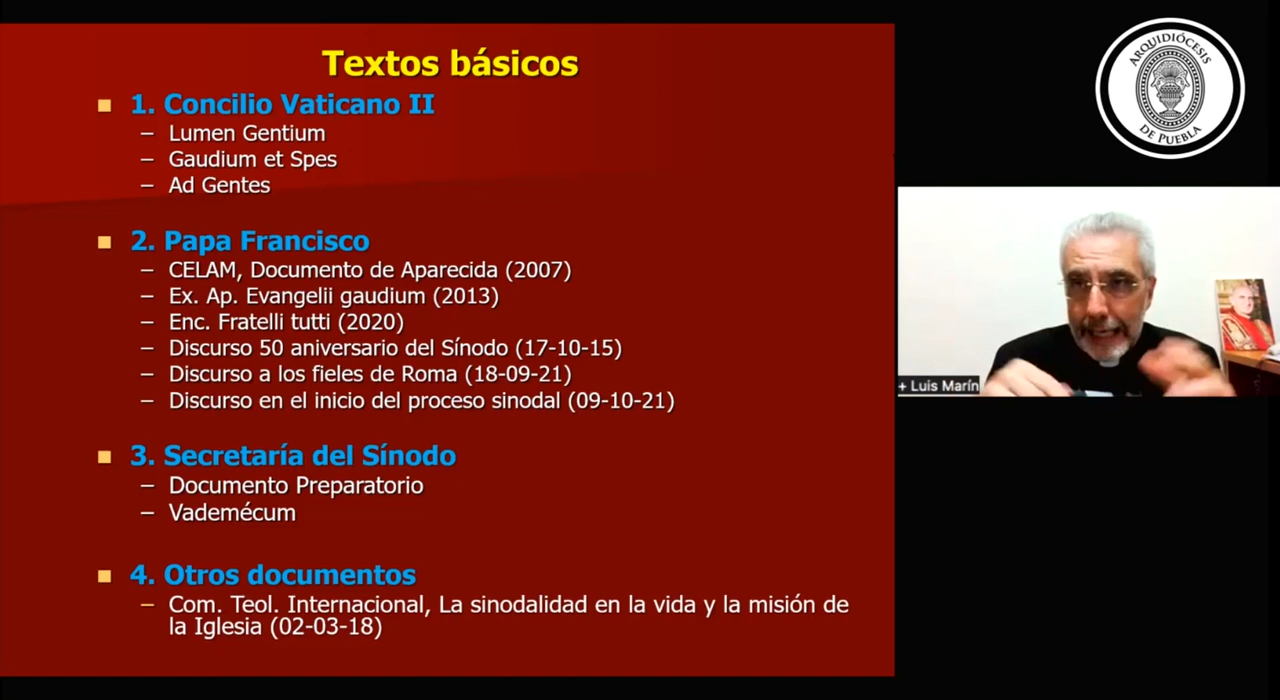 Textos básicos
1. Concilio Vaticano II
– Lumen Gentium
– Gaudium et Spes
– Ad Gentes
2. Papa Francisco
– CELAM, Documento de Aparecida (2007)
– Ex. Ap. Evangelii gaudium (2013)
– Enc. Fratelli tutti (2020)
– Discurso 50 aniversario del Sínodo (17-10-15)
– Discurso a los fieles de Roma (18-09-21)
– Discurso en el inicio del proceso sinodal (09-10-21)
3. Secretaría del Sínodo
– Documento Preparatorio
– Vademécum
4. Otros documentos
– Com. Teol. Internacional, La sinodalidad en la vida y la misión de
la Iglesia (02-03-18)
ARQUIDIÓCESIS
DE PUEBLA
+ Luis Marín